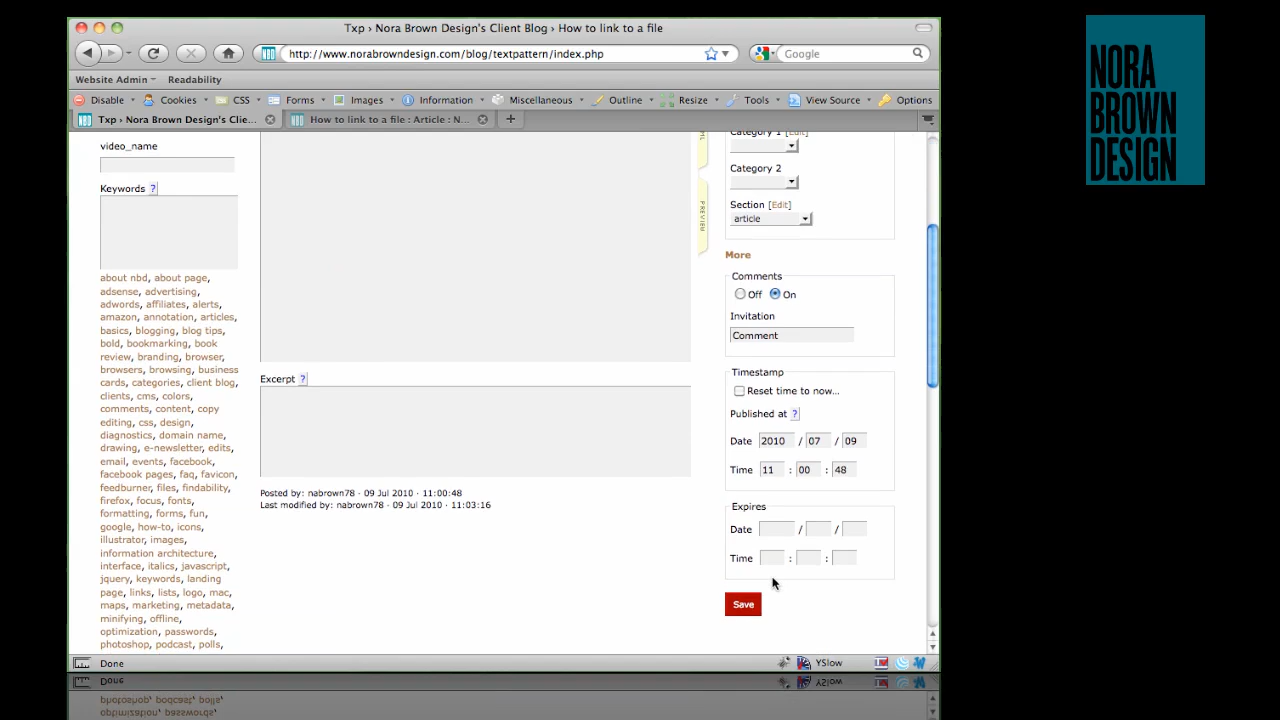 Txp › Nora Brown Design's Client Blog › How to link to a file
http://www.norabrowndesign.com/blog/textpattern/index.php
Google
Website Admin
Readability
Disable
Cookies
CSS
Forms
Images
Information
Miscellaneous
Outline
Resize
Tools
View Source
Options
Txp › Nora Brown Design's Clie...
How to link to a file : Article : N...
NORA
BROWN
DESIGN
video_name
Keywords ?
about nbd, about page,
adsense, advertising,
adwords, affiliates, alerts,
amazon, annotation, articles,
basics, blogging, blog tips,
bold, bookmarking, book
review, branding, browser,
browsers, browsing, business
cards, categories, client blog,
clients, cms, colors,
comments, content, copy
editing, css, design,
diagnostics, domain name,
drawing, e-newsletter, edits,
email, events, facebook,
facebook pages, faq, favicon,
feedburner, files, findability,
firefox, focus, fonts,
formatting, forms, fun,
google, how-to, icons,
illustrator, images,
information architecture,
interface, italics, javascript,
jquery, keywords, landing
page, links, lists, logo, mac,
maps, marketing, metadata,
minifying, offline,
optimization, passwords,
photoshop, podcast, polls,
PREVIEW
Excerpt ?
Posted by: nabrown78 · 09 Jul 2010 · 11:00:48
Last modified by: nabrown78 · 09 Jul 2010 · 11:03:16
Category 1 [Edit]
Category 2
Section [Edit]
article
More
Comments
Off On
Invitation
Comment
Timestamp
Reset time to now...
Published at ?
Date 2010 / 07 / 09
Time 11 : 00 : 48
Expires
Date / /
Time : :
Save
Done
YSlow
Done
YSlow
photoshop, podcast, polls,
optimization, passwords,